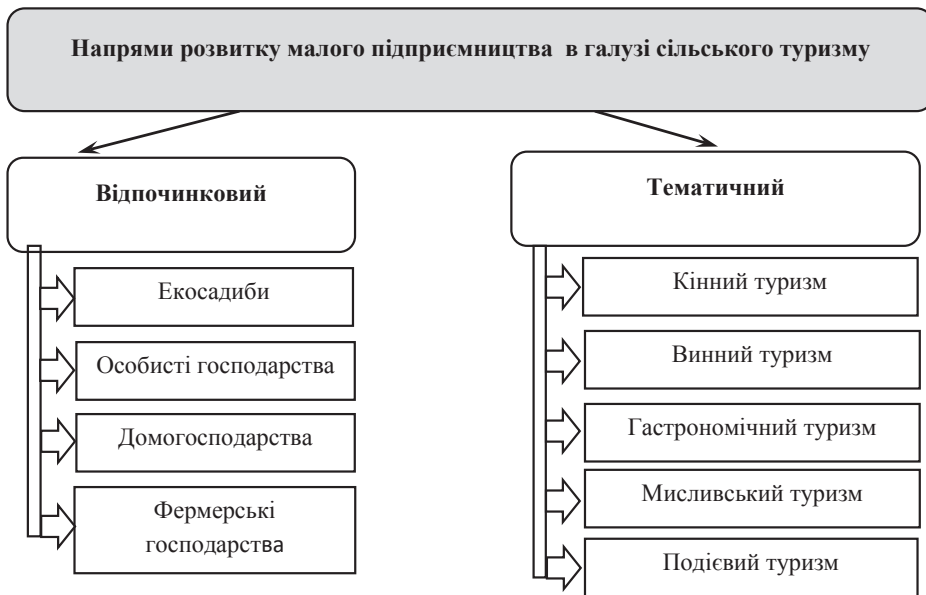 Напрями розвитку малого підприємництва в галузі сільського туризму
Відпочинковий
Екосадиби
Особисті господарства
Домогосподарства
Фермерські
господарства
Тематичний
Кінний туризм
Винний туризм
Гастрономічний туризм
Мисливський туризм
Подієвий туризм